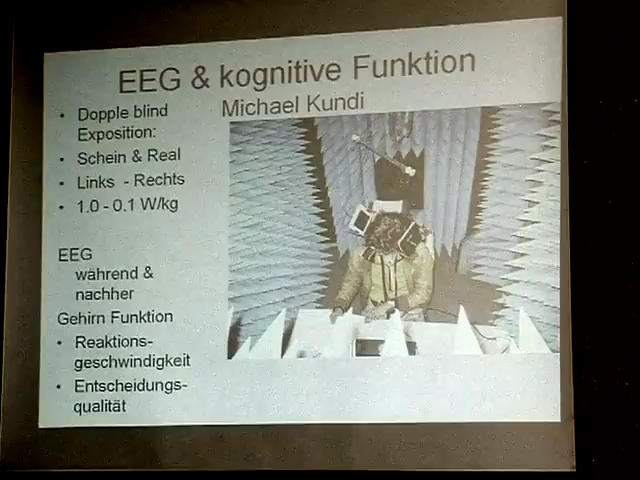 EEG & kognitive Funktion
Michael Kundi
• Dopple blind
Exposition:
• Schein & Real
• Links - Rechts
• 1.0 - 0.1 W/kg
EEG
während &
nachher
Gehirn Funktion
• Reaktions-
geschwindigkeit
• Entscheidungs-
qualität